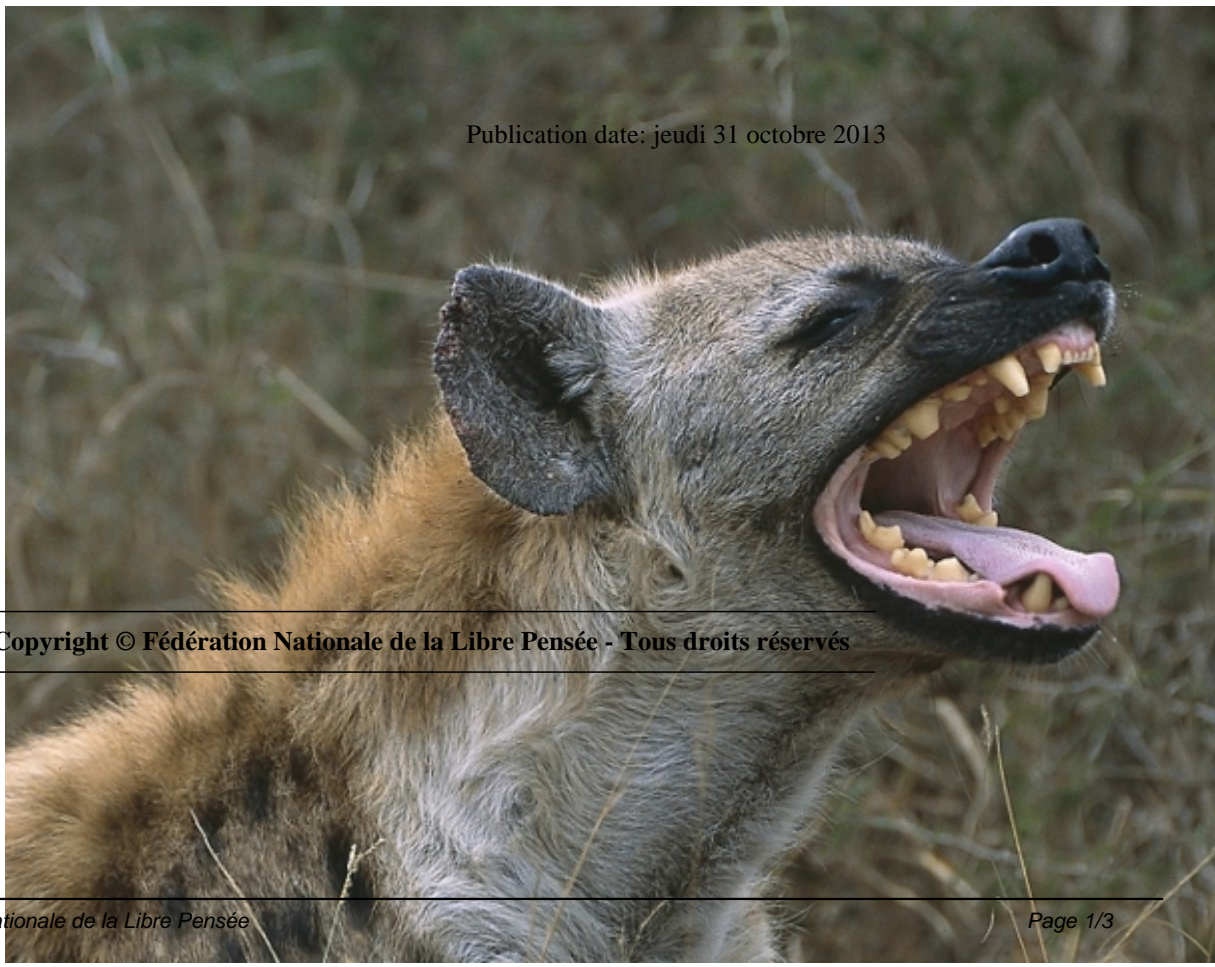 Publication date: jeudi 31 octobre 2013
Copyright © Fédération Nationale de la Libre Pensée - Tous droits réservés
ationale de la Libre Pensée
Page 1/3